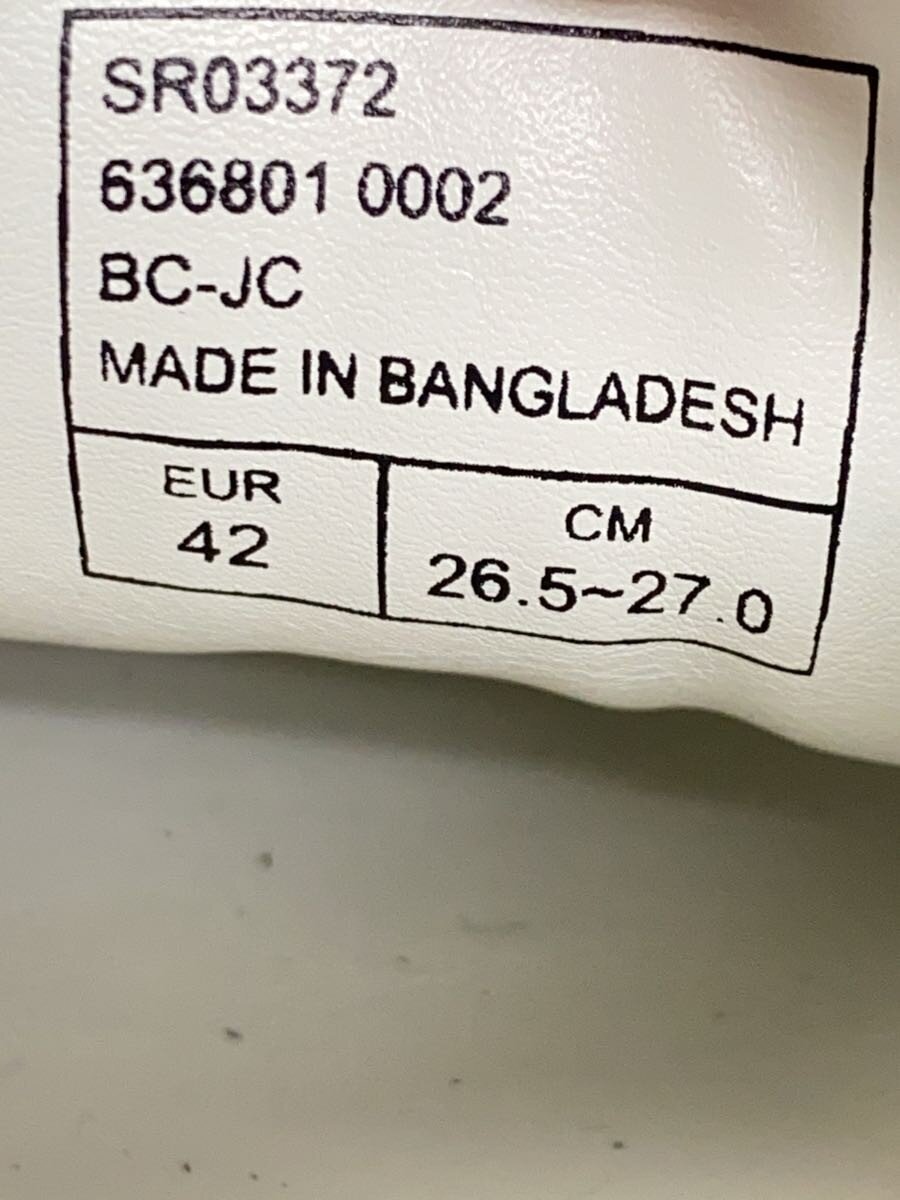 SR03372
636801 0002
BC-JC
MADE IN BANGLADESH
EUR
42
CM
26.5~27.0